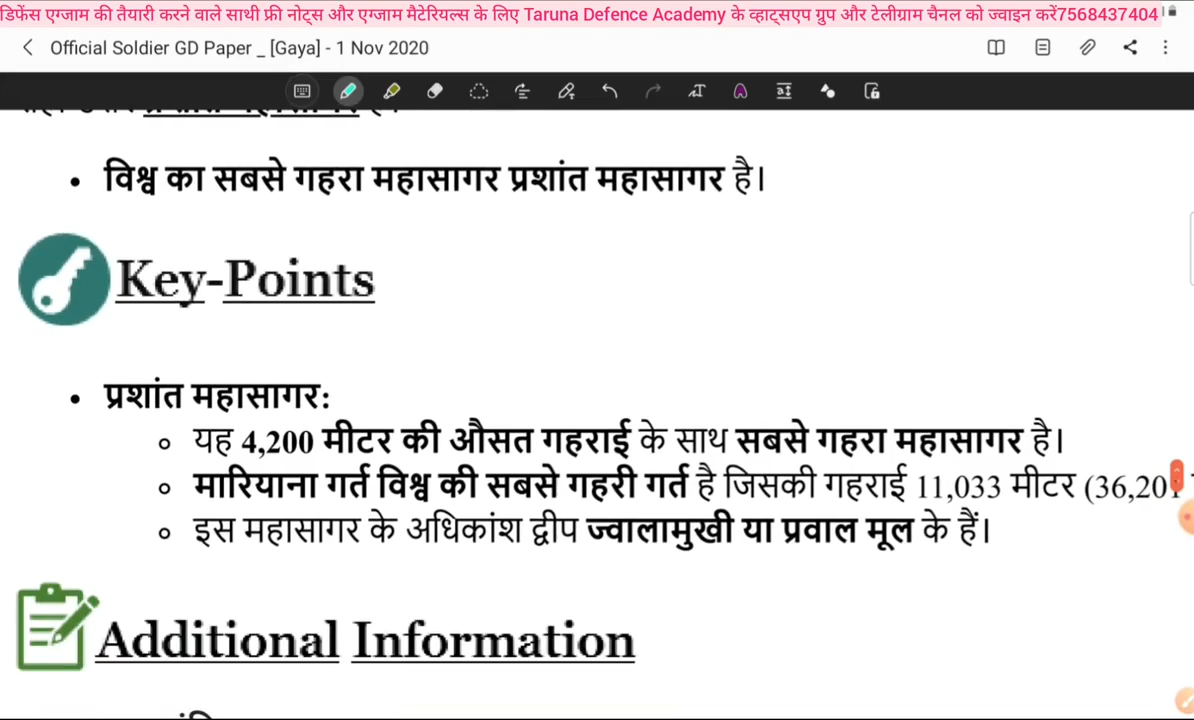 डिफेंस एग्जाम की तैयारी करने वाले साथी फ्री नोट्स और एग्जाम मैटेरियल्स के लिए Taruna Defence Academy के व्हाट्सएप ग्रुप और टेलीग्राम चैनल को ज्वाइन करें7568437404
Official Soldier GD Paper _ [Gaya] - 1 Nov 2020
विश्व का सबसे गहरा महासागर प्रशांत महासागर है।
Key-Points
प्रशांत महासागर:
यह 4,200 मीटर की औसत गहराई के साथ सबसे गहरा महासागर है।
मारियाना गर्त विश्व की सबसे गहरी गर्त है जिसकी गहराई 11,033 मीटर (36,201
इस महासागर के अधिकांश द्वीप ज्वालामुखी या प्रवाल मूल के हैं।
Additional Information